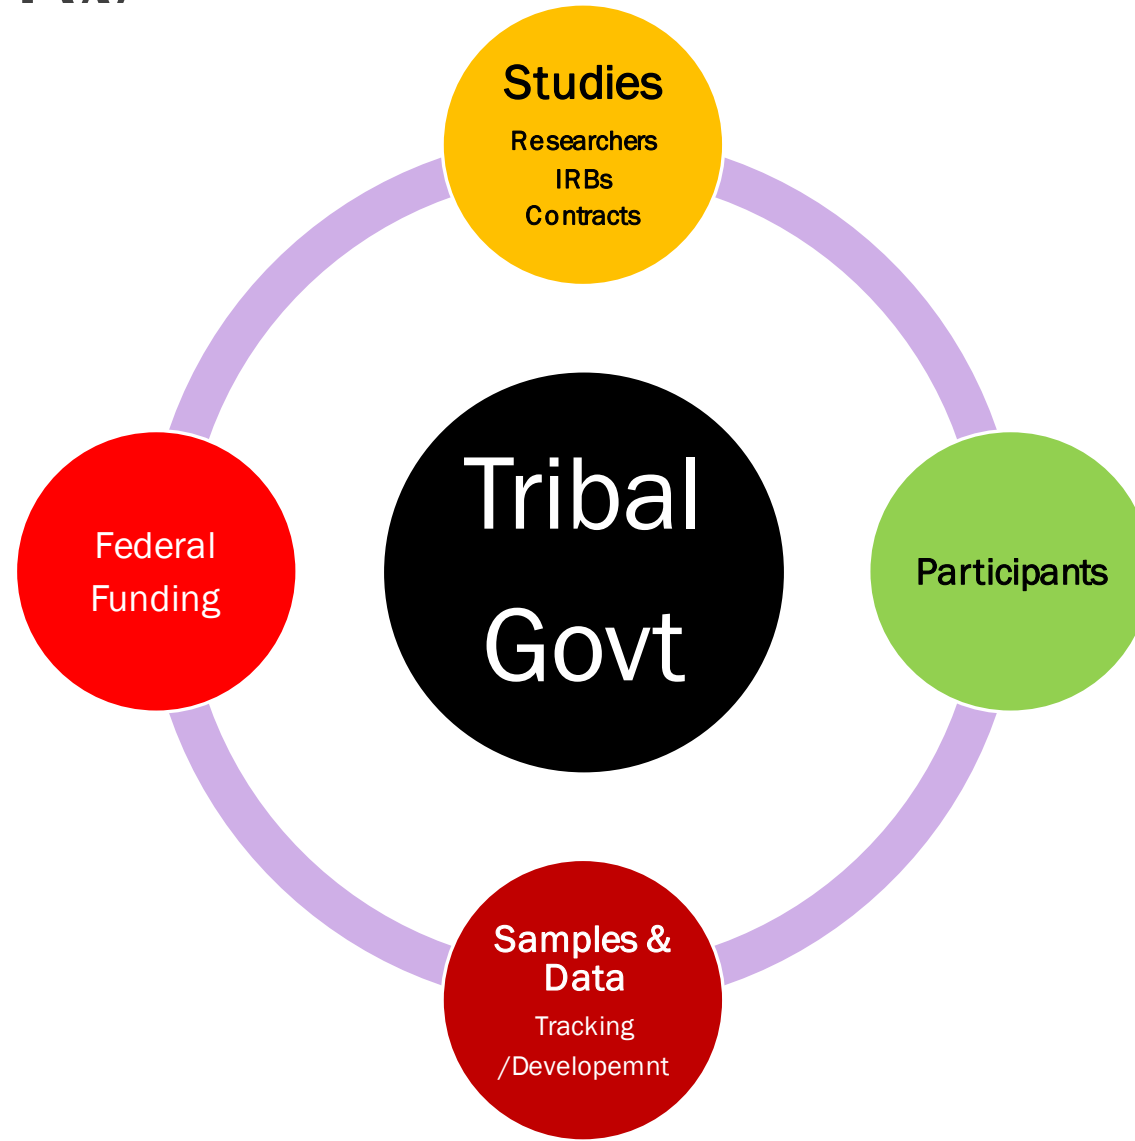 Studies
Researchers
IRBs
Contracts
Tribal
Govt
Federal
Funding
Participants
Samples &
Data
Tracking
/Developemnt